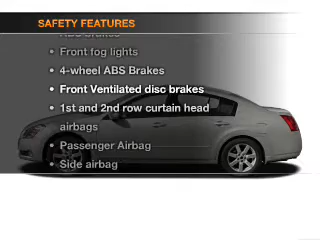 SAFETY FEATURES
• Front fog lights
• 4-wheel ABS Brakes
• Front Ventilated disc brakes
• 1st and 2nd row curtain head
airbags
• Passenger Airbag
• Side airbag